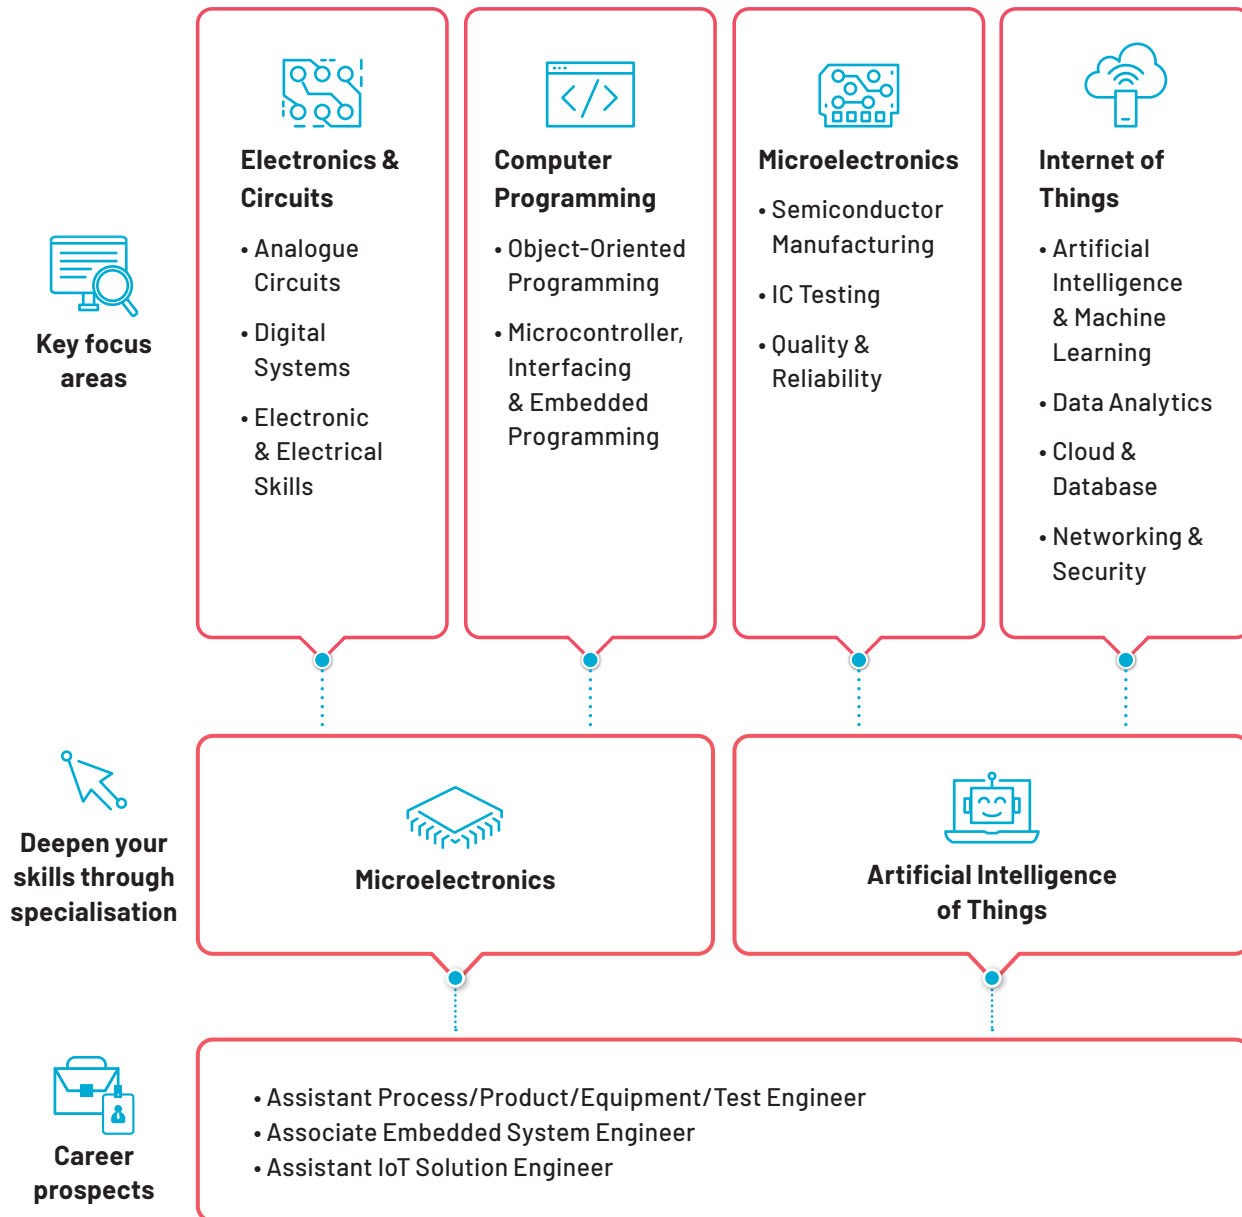 Key focus
areas
Electronics &
Circuits
• Analogue
Circuits
• Digital
Systems
• Electronic
& Electrical
Skills
Computer
Programming
• Object-Oriented
Programming
• Microcontroller,
Interfacing
& Embedded
Programming
Microelectronics
• Semiconductor
Manufacturing
• IC Testing
• Quality &
Reliability
Internet of
Things
• Artificial
Intelligence
& Machine
Learning
• Data Analytics
• Cloud &
Database
• Networking &
Security
Deepen your
skills through
specialisation
Microelectronics
Artificial Intelligence
of Things
Career
prospects
• Assistant Process/Product/Equipment/Test Engineer
• Associate Embedded System Engineer
• Assistant IoT Solution Engineer